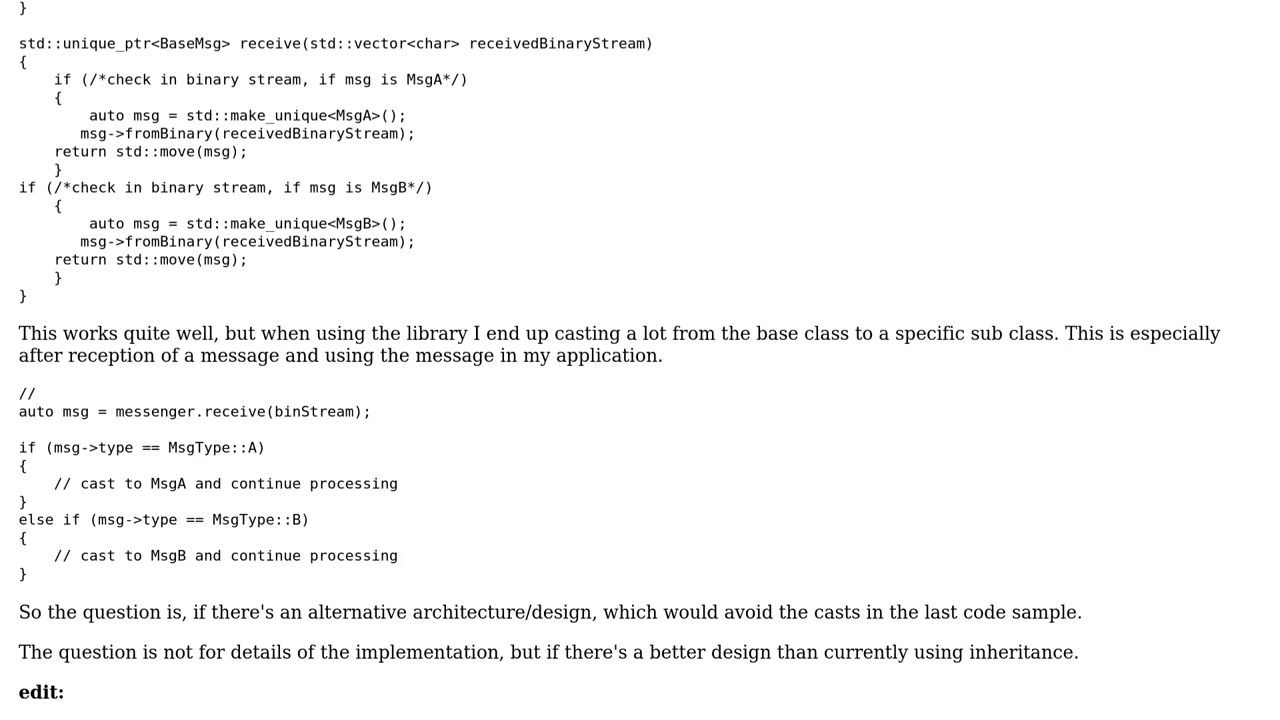 }
std::unique_ptr<BaseMsg> receive(std::vector<char> receivedBinaryStream)
{
    if (/*check in binary stream, if msg is MsgA*/)
    {
        auto msg = std::make_unique<MsgA>();
       msg->fromBinary(receivedBinaryStream);
    return std::move(msg);
    }
if (/*check in binary stream, if msg is MsgB*/)
    {
        auto msg = std::make_unique<MsgB>();
       msg->fromBinary(receivedBinaryStream);
    return std::move(msg);
    }
}
This works quite well, but when using the library I end up casting a lot from the base class to a specific sub class. This is especially
after reception of a message and using the message in my application.
//
auto msg = messenger.receive(binStream);
if (msg->type == MsgType::A)
{
    // cast to MsgA and continue processing
}
else if (msg->type == MsgType::B)
{
    // cast to MsgB and continue processing
}
So the question is, if there's an alternative architecture/design, which would avoid the casts in the last code sample.
The question is not for details of the implementation, but if there's a better design than currently using inheritance.
edit: